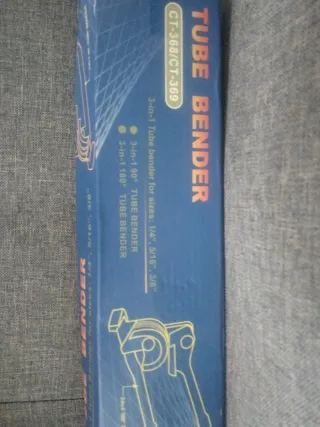 TUBE BENDER
CT-368/CT-369
3-in-1 Tube bender for sizes: 1/4", 5/16", 3/8"
3-in-1 90° TUBE BENDER
3-in-1 180° TUBE BENDER
BENDER